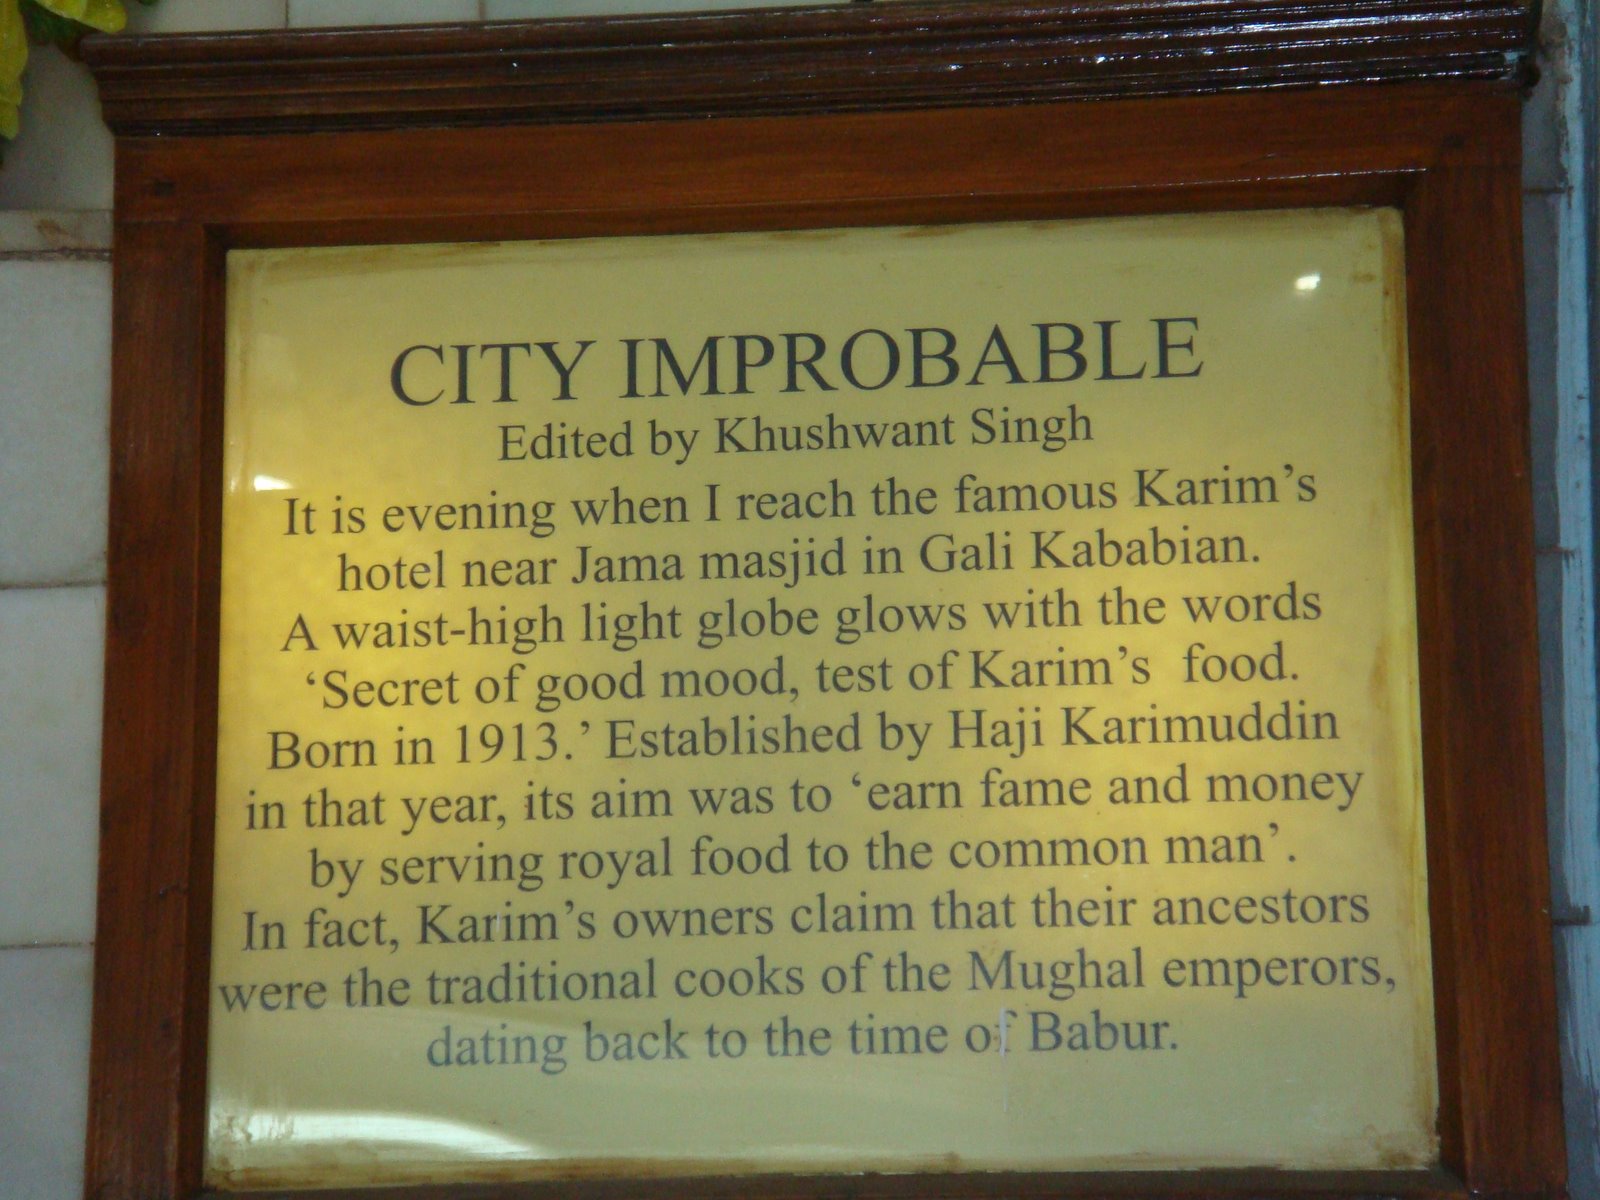 CITY IMPROBABLE
Edited by Khushwant Singh
It is evening when I reach the famous Karim's
hotel near Jama masjid in Gali Kababian.
A waist-high light globe glows with the words
‘Secret of good mood, test of Karim’s food.
Born in 1913.’ Established by Haji Karimuddin
in that year, its aim was to ‘earn fame and money
by serving royal food to the common man’.
In fact, Karim’s owners claim that their ancestors
were the traditional cooks of the Mughal emperors,
dating back to the time of Babur.